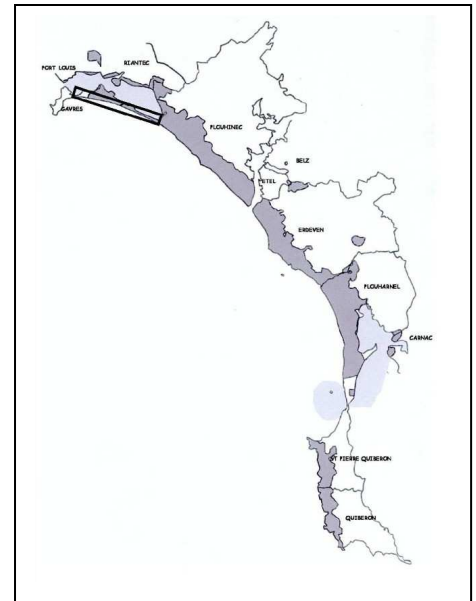 PORT LOUIS
RIANTEC
GAVRES
PLOUHINEC
BELZ
ETEL
ERDEVEN
PLOUHARNEL
CARNAC
ST PIERRE QUIBERON
QUIBERON